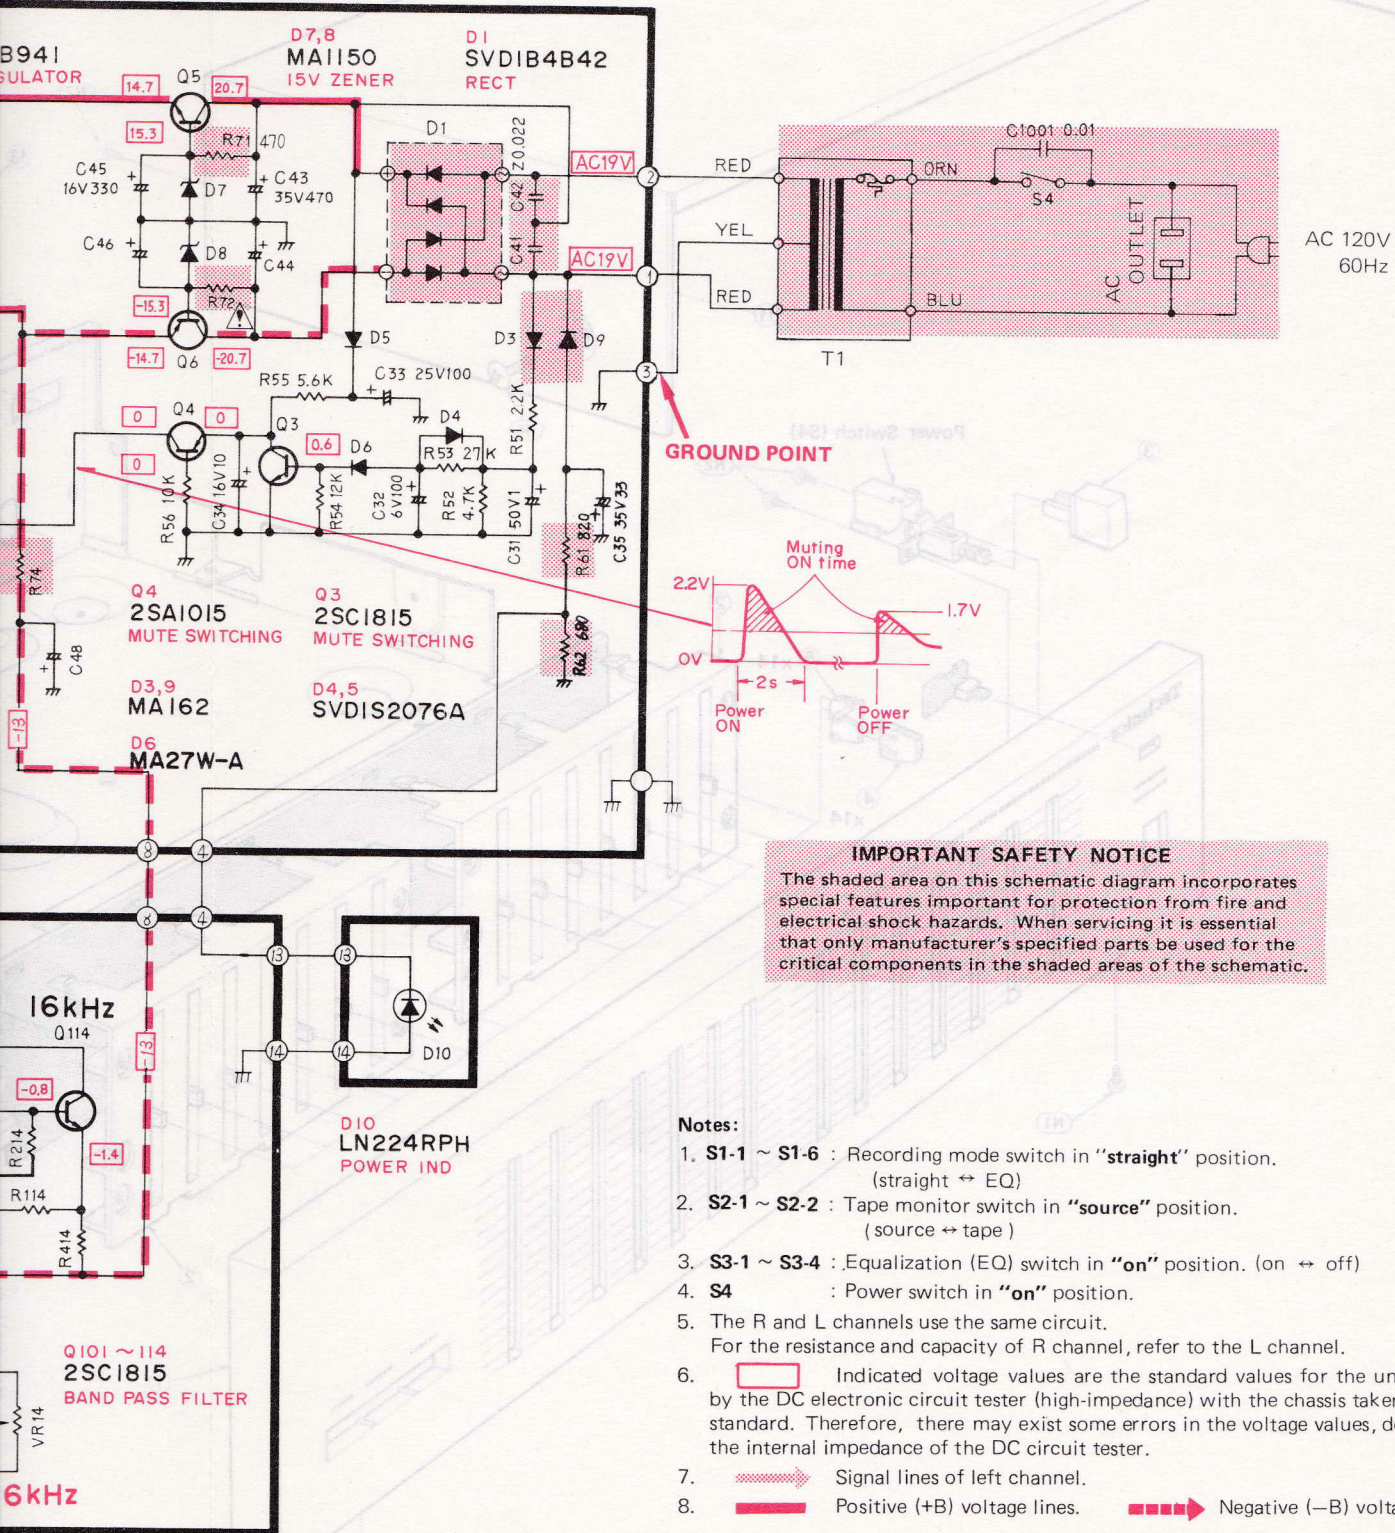 B941
GULATOR
D7,8
MA1150
15V ZENER
D1
SVD1B4B42
RECT
14.7
Q5
20.7
15.3
R71
470
C45
16V330
D7
C43
35V470
C46
D8
C44
-15.3
R72
-14.7
Q6
-20.7
D1
Z0.022
C42
C41
AC19V
2
AC19V
1
RED
YEL
RED
T1
ORN
BLU
C1001 0.01
S4
AC OUTLET
AC 120V
60Hz
D5
D3
D9
R55 5.6K
C33 25V100
0
Q4
0
0
Q3
0.6
D6
D4
R53 27K
R51 2.2K
3
GROUND POINT
R56 10K
C34 16V10
R54 12K
C32
6V100
R52
4.7K
C31 50V1
R61 820
C35 35V33
R62 680
R74
C48
-13
Q4
2SA1015
MUTE SWITCHING
Q3
2SC1815
MUTE SWITCHING
D3,9
MA162
D4,5
SVD1S2076A
D6
MA27W-A
Muting
ON time
2.2V
1.7V
0V
2s
Power
ON
Power
OFF
8
4
8
4
13
13
14
14
D10
D10
LN224RPH
POWER IND
IMPORTANT SAFETY NOTICE
The shaded area on this schematic diagram incorporates
special features important for protection from fire and
electrical shock hazards. When servicing it is essential
that only manufacturer's specified parts be used for the
critical components in the shaded areas of the schematic.
16kHz
Q114
-0.8
-1.4
-13
R214
R114
R414
Q101~114
2SC1815
BAND PASS FILTER
VR14
6kHz
Notes:
1. S1-1 ~ S1-6 : Recording mode switch in "straight" position.
(straight ↔ EQ)
2. S2-1 ~ S2-2 : Tape monitor switch in "source" position.
( source ↔ tape )
3. S3-1 ~ S3-4 : Equalization (EQ) switch in "on" position. (on ↔ off)
4. S4 : Power switch in "on" position.
5. The R and L channels use the same circuit.
For the resistance and capacity of R channel, refer to the L channel.
6. Indicated voltage values are the standard values for the un
by the DC electronic circuit tester (high-impedance) with the chassis taken
standard. Therefore, there may exist some errors in the voltage values, de
the internal impedance of the DC circuit tester.
7. Signal lines of left channel.
8. Positive (+B) voltage lines. Negative (—B) volta